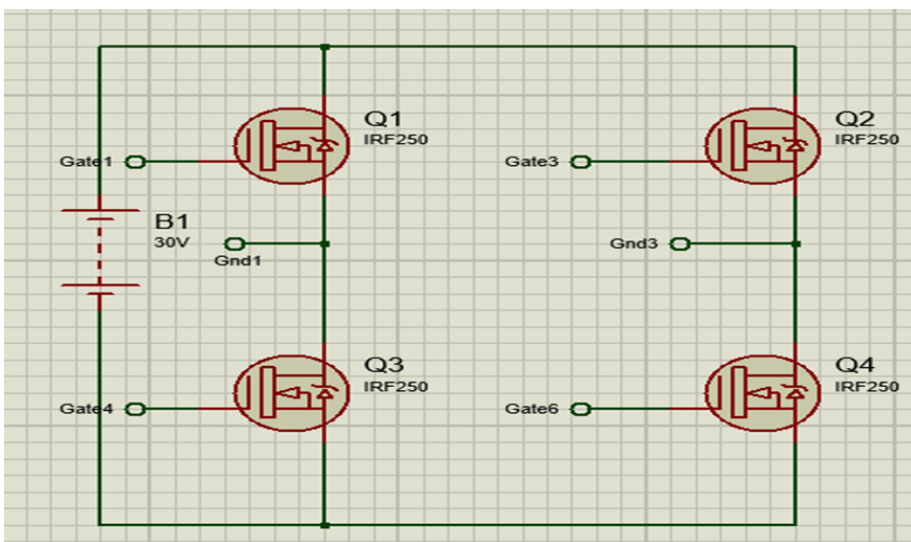 Q1
IRF250
Gate1
Q2
IRF250
Gate3
B1
30V
Gnd1
Gnd3
Q3
IRF250
Gate4
Q4
IRF250
Gate6